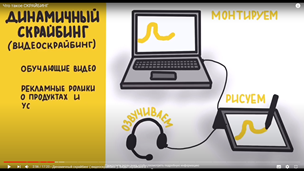 Что такое СКРАЙБИНГ
ДИНАМИЧНЫЙ
СКРАЙБИНГ
(ВИДЕОСКРАЙБИНГ)
ОБУЧАЮЩИЕ ВИДЕО
РЕКЛАМНЫЕ РОЛИКИ
О ПРОДУКТАХ И
УС
МОНТИРУЕМ
РИСУЕМ
ОЗВУЧИВАЕМ